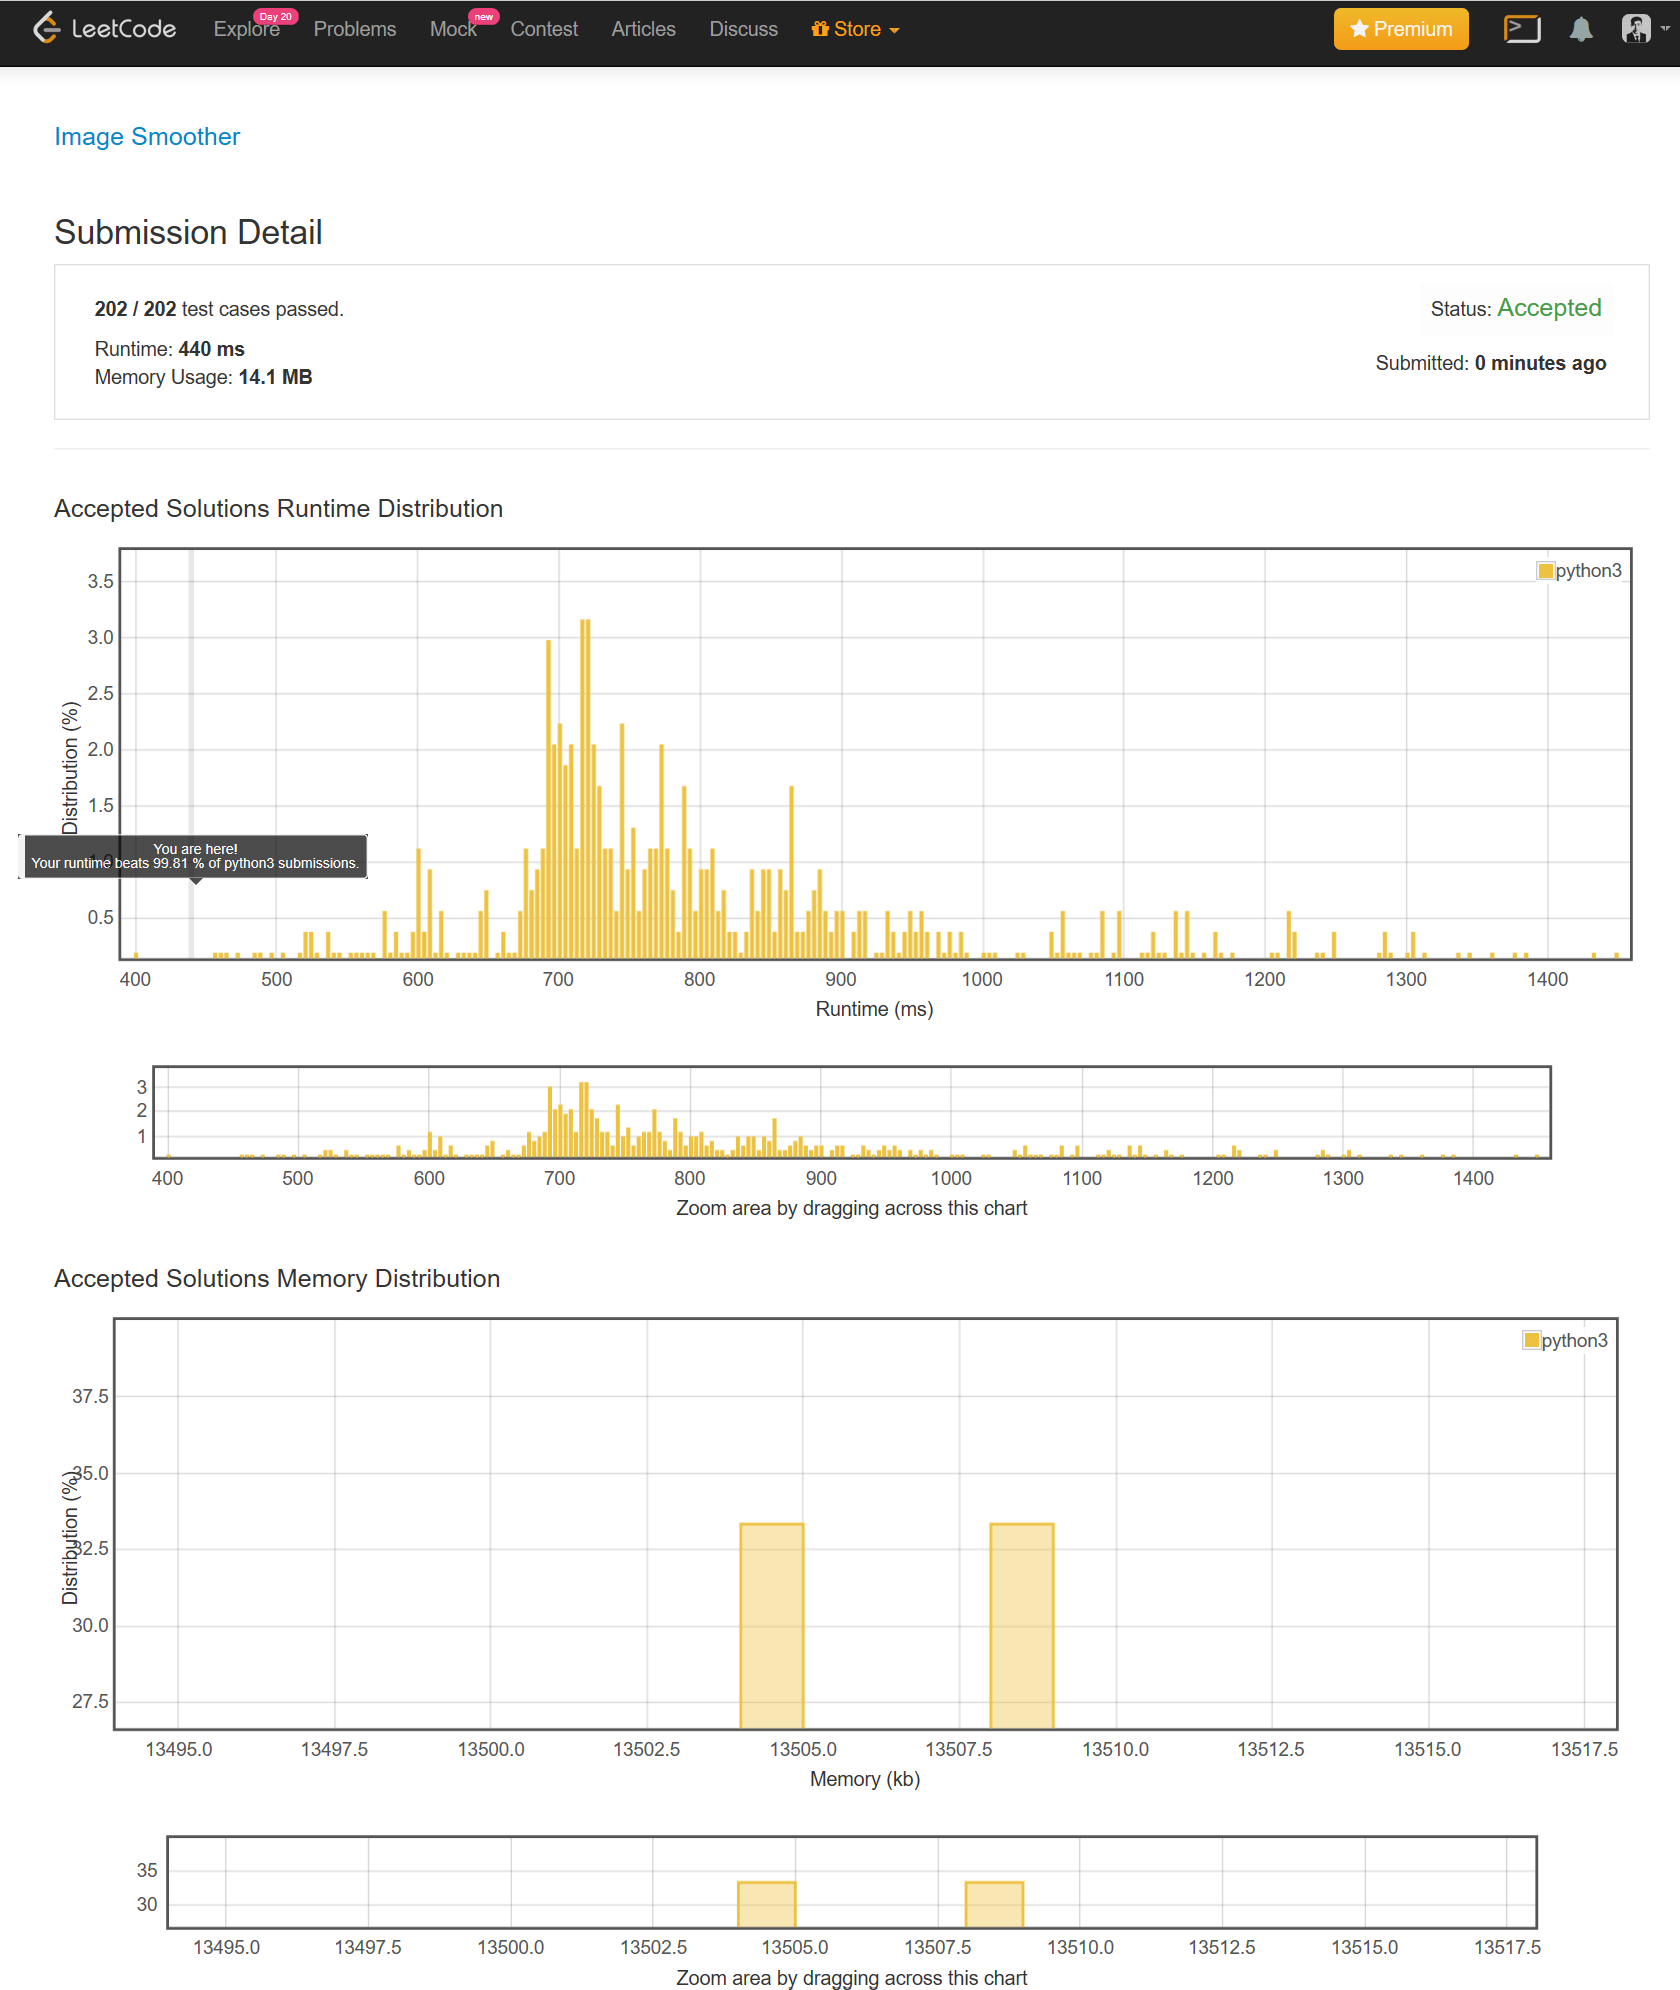 LeetCode
Explore Day 20 Problems Mock new Contest Articles Discuss Store Premium
Image Smoother
Submission Detail
202 / 202 test cases passed.
Status: Accepted
Runtime: 440 ms
Memory Usage: 14.1 MB
Submitted: 0 minutes ago
Accepted Solutions Runtime Distribution
python3
Distribution (%)
3.5
3.0
2.5
2.0
1.5
1.0
0.5
You are here!
Your runtime beats 99.81 % of python3 submissions.
400 500 600 700 800 900 1000 1100 1200 1300 1400
Runtime (ms)
3
2
1
400 500 600 700 800 900 1000 1100 1200 1300 1400
Zoom area by dragging across this chart
Accepted Solutions Memory Distribution
python3
Distribution (%)
37.5
35.0
32.5
30.0
27.5
13495.0 13497.5 13500.0 13502.5 13505.0 13507.5 13510.0 13512.5 13515.0 13517.5
Memory (kb)
35
30
13495.0 13497.5 13500.0 13502.5 13505.0 13507.5 13510.0 13512.5 13515.0 13517.5
Zoom area by dragging across this chart